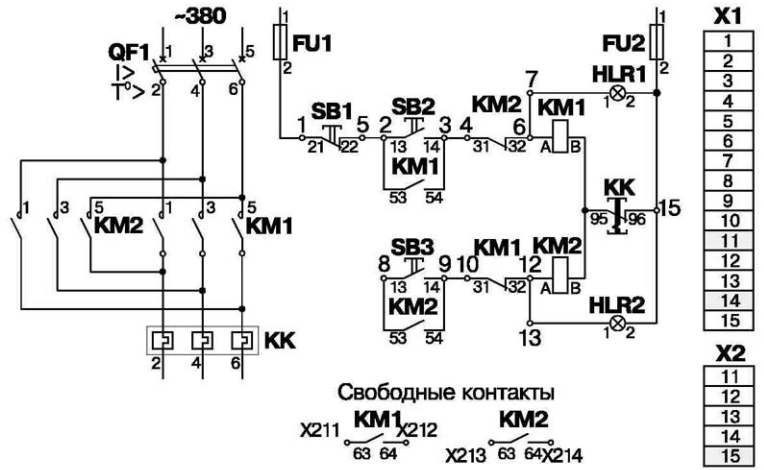 ~380
X1
QF1 1 3 5
I>
T°> 2 4 6
1 FU1 2
1 FU2 2
7 HLR1 1 2
1 SB1 21 22 5 2 SB2 13 14 3 4 KM2 31 32 6 KM1 A B
KM1 53 54
1 3 5 KM2 1 3 5 KM1
KK 95 96 15
8 SB3 13 14 9 10 KM1 31 32 12 KM2 A B
KM2 53 54
13 HLR2 1 2
KK
2 4 6
Свободные контакты
X211 KM1 63 64 X212
X213 KM2 63 64 X214
1
2
3
4
5
6
7
8
9
10
11
12
13
14
15
X2
11
12
13
14
15